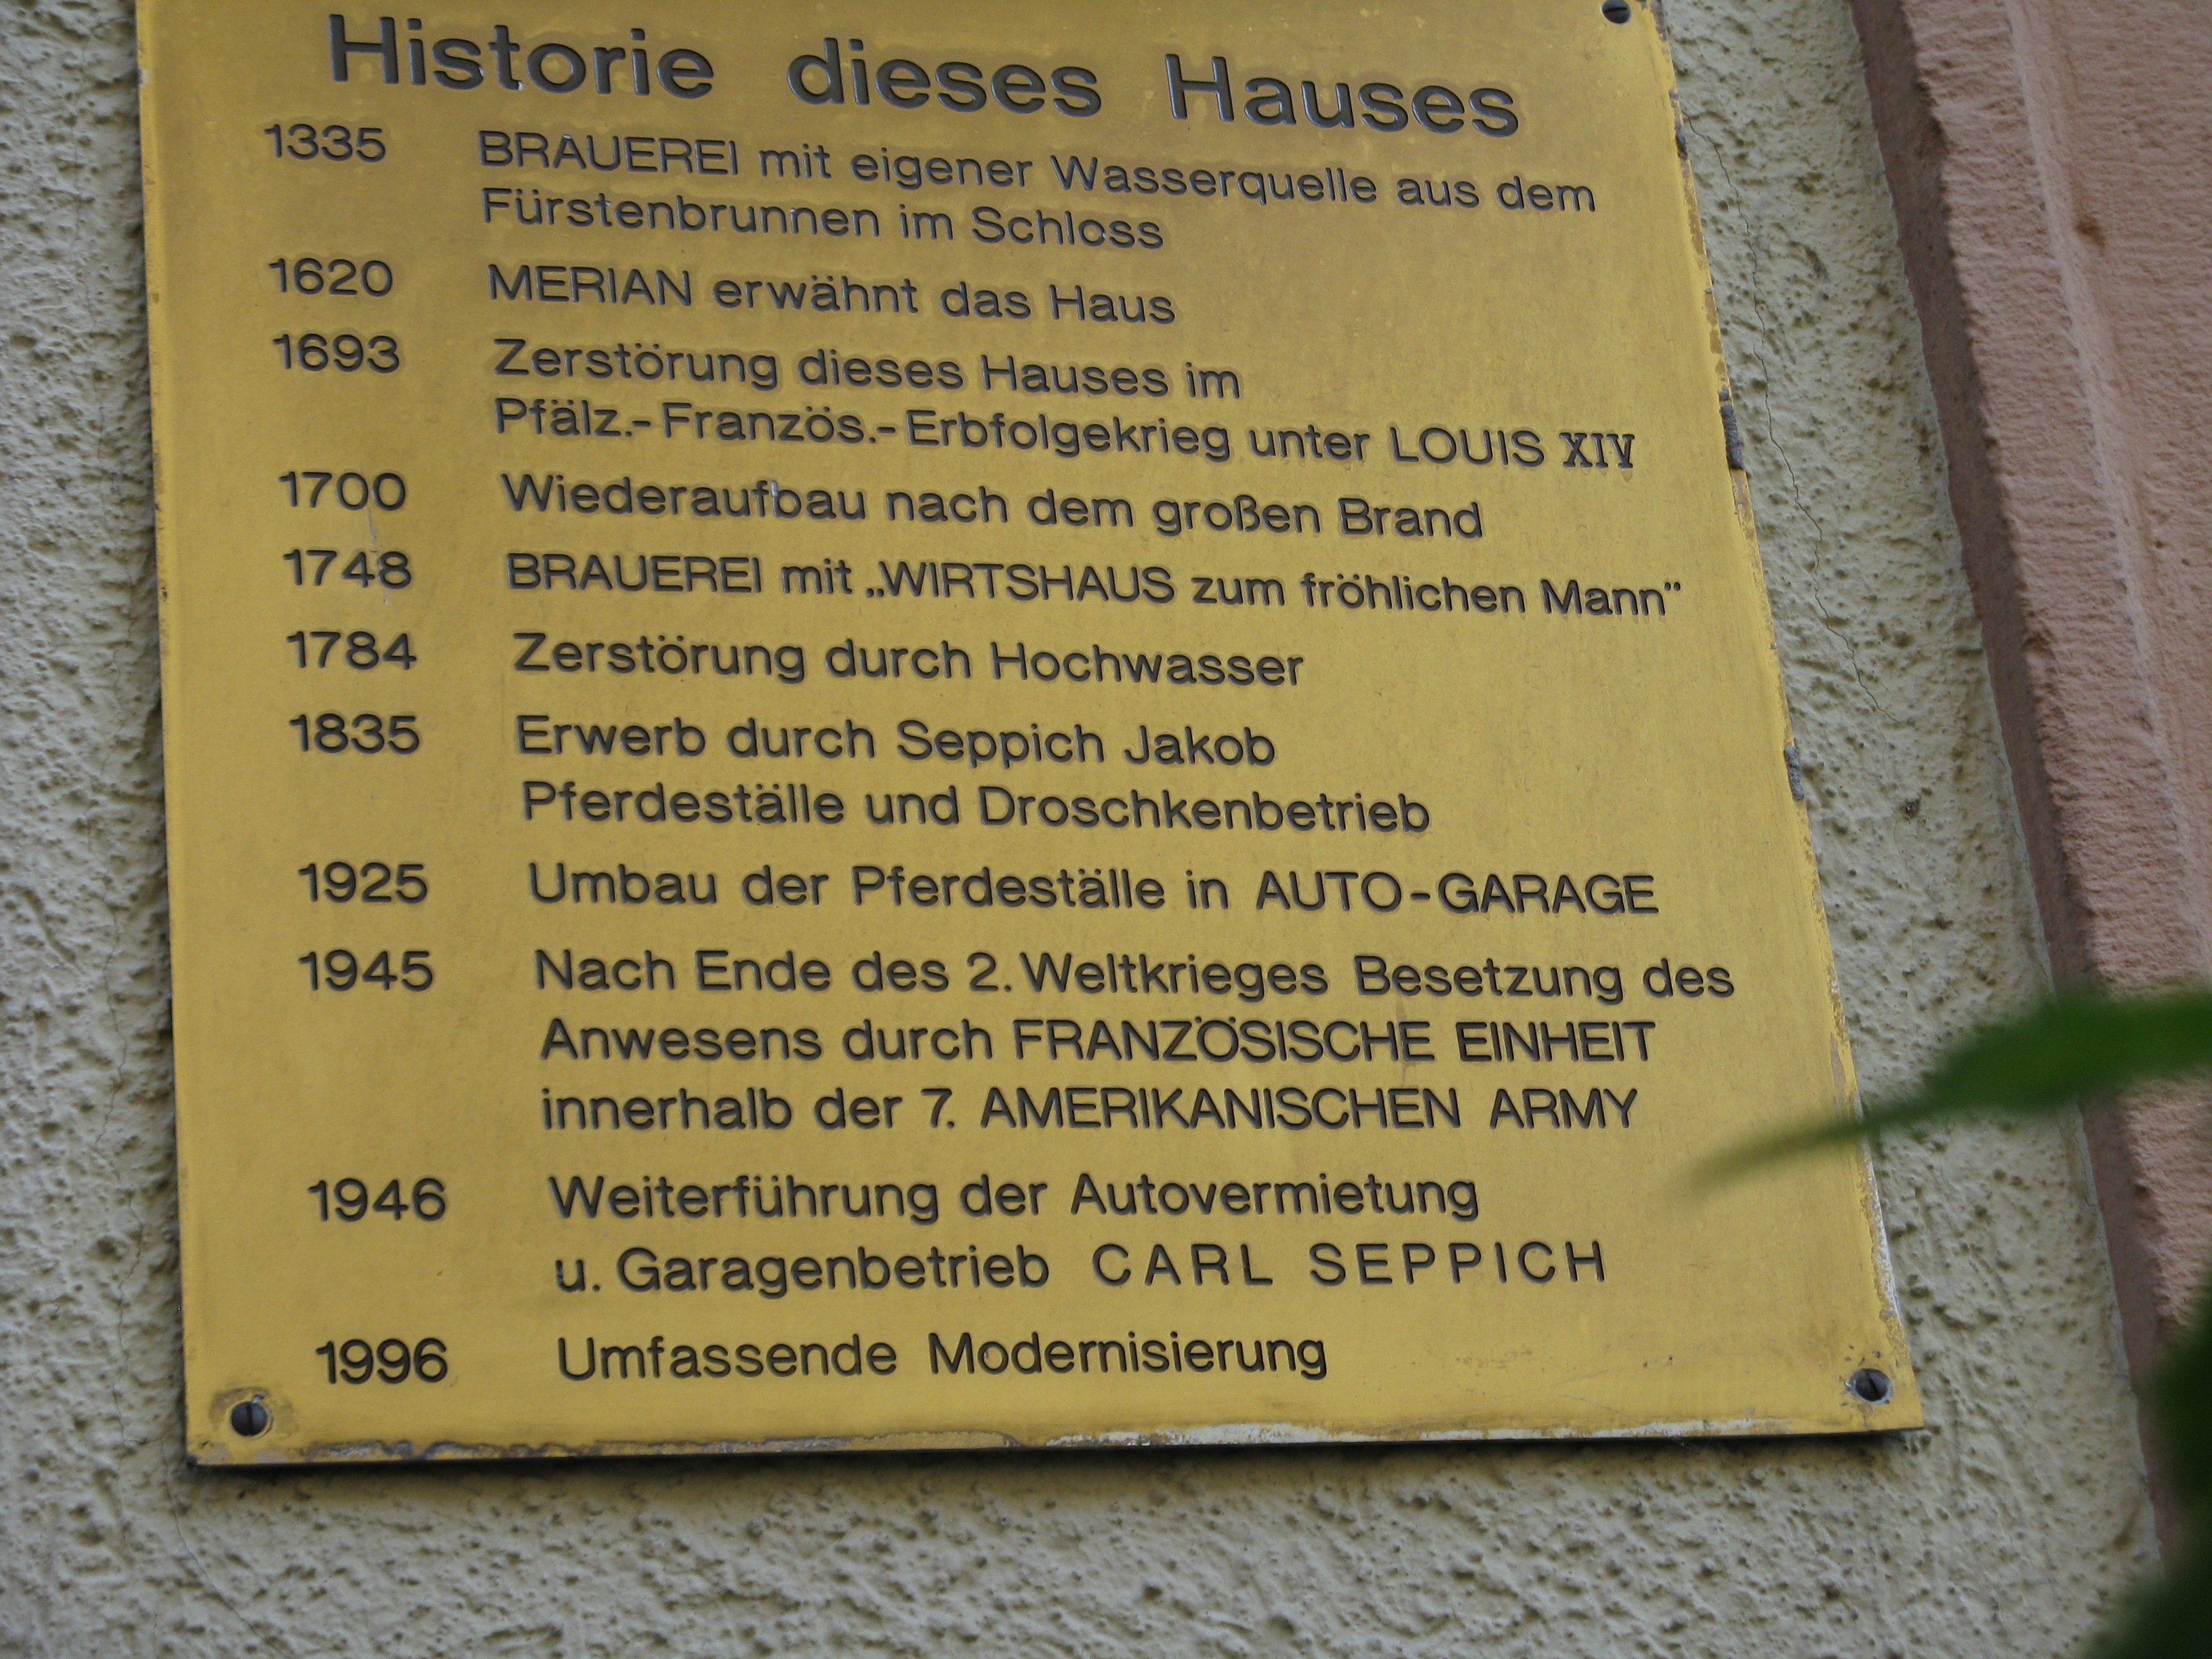 Historie dieses Hauses
1335 BRAUEREI mit eigener Wasserquelle aus dem
Fürstenbrunnen im Schloss
1620 MERIAN erwähnt das Haus
1693 Zerstörung dieses Hauses im
Pfälz.-Französ.-Erbfolgekrieg unter LOUIS XIV
1700 Wiederaufbau nach dem großen Brand
1748 BRAUEREI mit „WIRTSHAUS zum fröhlichen Mann"
1784 Zerstörung durch Hochwasser
1835 Erwerb durch Seppich Jakob
Pferdeställe und Droschkenbetrieb
1925 Umbau der Pferdeställe in AUTO-GARAGE
1945 Nach Ende des 2. Weltkrieges Besetzung des
Anwesens durch FRANZÖSISCHE EINHEIT
innerhalb der 7. AMERIKANISCHEN ARMY
1946 Weiterführung der Autovermietung
u. Garagenbetrieb CARL SEPPICH
1996 Umfassende Modernisierung